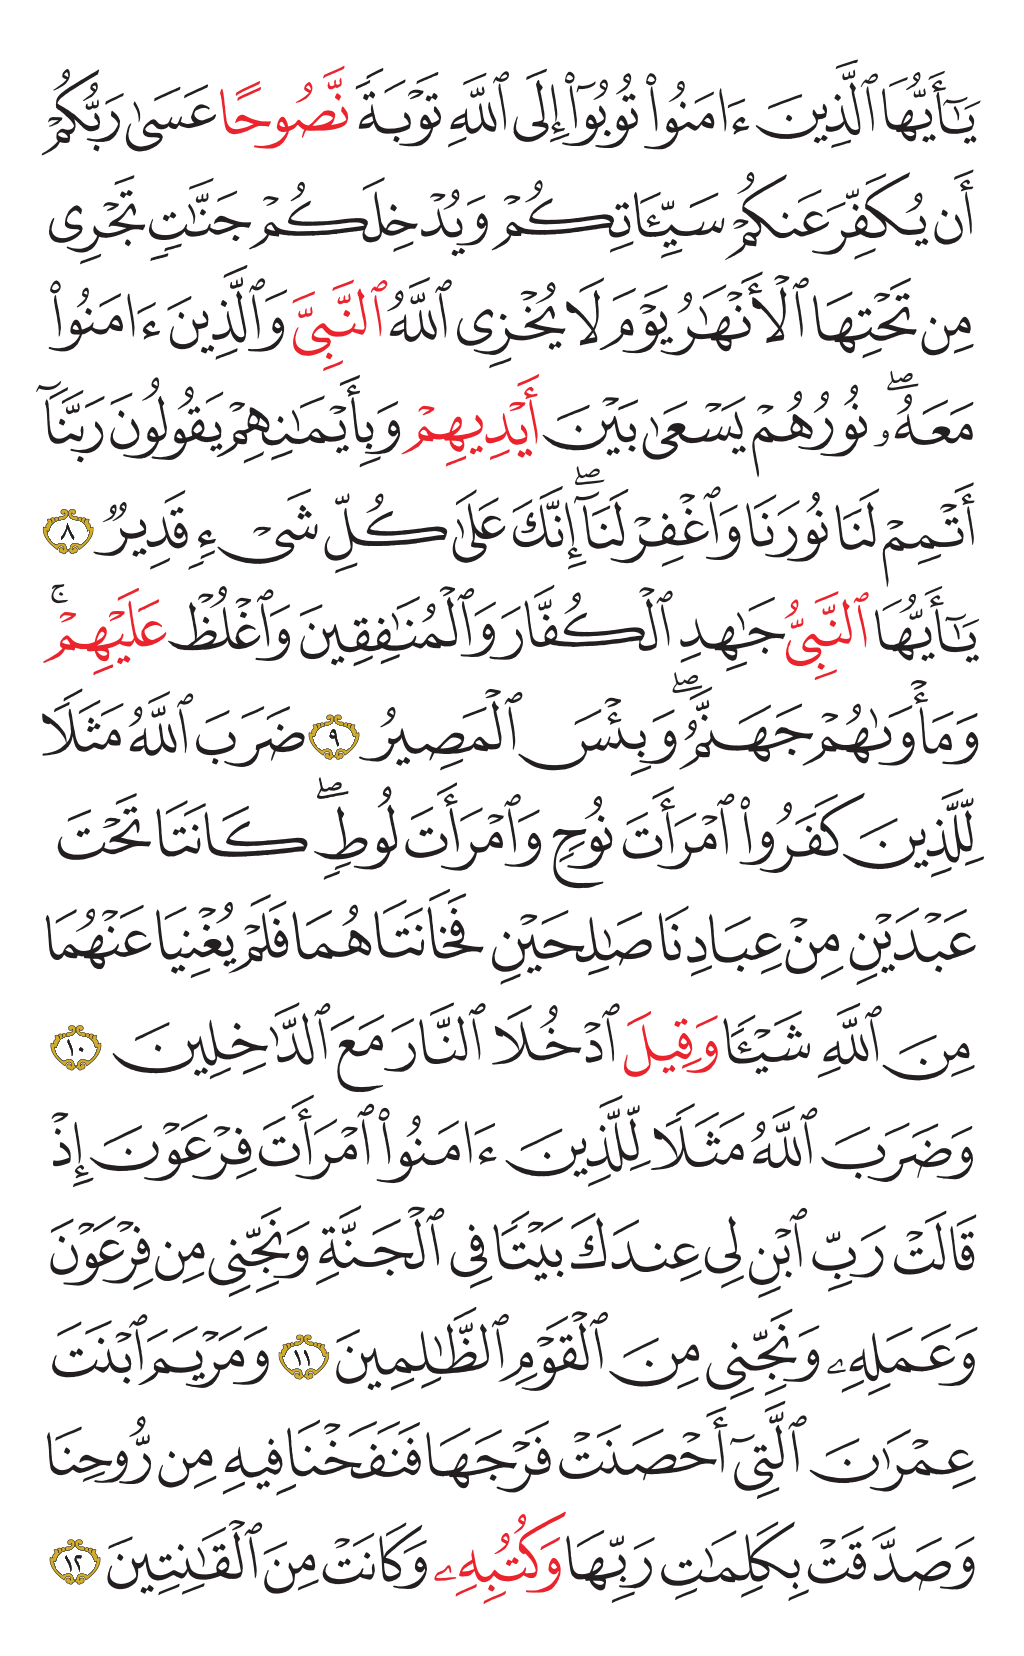 يَـٰٓأَيُّهَا ٱلَّذِينَ ءَامَنُوا۟ تُوبُوٓا۟ إِلَى ٱللَّهِ تَوْبَةً نَّصُوحًا عَسَىٰ رَبُّكُمْ
أَن يُكَفِّرَ عَنكُمْ سَيِّـَٔاتِكُمْ وَيُدْخِلَكُمْ جَنَّـٰتٍ تَجْرِى
مِن تَحْتِهَا ٱلْأَنْهَـٰرُ يَوْمَ لَا يُخْزِى ٱللَّهُ ٱلنَّبِىَّ وَٱلَّذِينَ ءَامَنُوا۟
مَعَهُۥ ۖ نُورُهُمْ يَسْعَىٰ بَيْنَ أَيْدِيهِمْ وَبِأَيْمَـٰنِهِمْ يَقُولُونَ رَبَّنَآ
أَتْمِمْ لَنَا نُورَنَا وَٱغْفِرْ لَنَآ ۖ إِنَّكَ عَلَىٰ كُلِّ شَىْءٍ قَدِيرٌ ٨
يَـٰٓأَيُّهَا ٱلنَّبِىُّ جَـٰهِدِ ٱلْكُفَّارَ وَٱلْمُنَـٰفِقِينَ وَٱغْلُظْ عَلَيْهِمْ ۚ
وَمَأْوَىٰهُمْ جَهَنَّمُ ۖ وَبِئْسَ ٱلْمَصِيرُ ٩ ضَرَبَ ٱللَّهُ مَثَلًا
لِّلَّذِينَ كَفَرُوا۟ ٱمْرَأَتَ نُوحٍ وَٱمْرَأَتَ لُوطٍ ۖ كَانَتَا تَحْتَ
عَبْدَيْنِ مِنْ عِبَادِنَا صَـٰلِحَيْنِ فَخَانَتَاهُمَا فَلَمْ يُغْنِيَا عَنْهُمَا
مِنَ ٱللَّهِ شَيْـًٔا وَقِيلَ ٱدْخُلَا ٱلنَّارَ مَعَ ٱلدَّٰخِلِينَ ١٠
وَضَرَبَ ٱللَّهُ مَثَلًا لِّلَّذِينَ ءَامَنُوا۟ ٱمْرَأَتَ فِرْعَوْنَ إِذْ
قَالَتْ رَبِّ ٱبْنِ لِى عِندَكَ بَيْتًا فِى ٱلْجَنَّةِ وَنَجِّنِى مِن فِرْعَوْنَ
وَعَمَلِهِۦ وَنَجِّنِى مِنَ ٱلْقَوْمِ ٱلظَّـٰلِمِينَ ١١ وَمَرْيَمَ ٱبْنَتَ
عِمْرَٰنَ ٱلَّتِىٓ أَحْصَنَتْ فَرْجَهَا فَنَفَخْنَا فِيهِ مِن رُّوحِنَا
وَصَدَّقَتْ بِكَلِمَـٰتِ رَبِّهَا وَكُتُبِهِۦ وَكَانَتْ مِنَ ٱلْقَـٰنِتِينَ ١٢